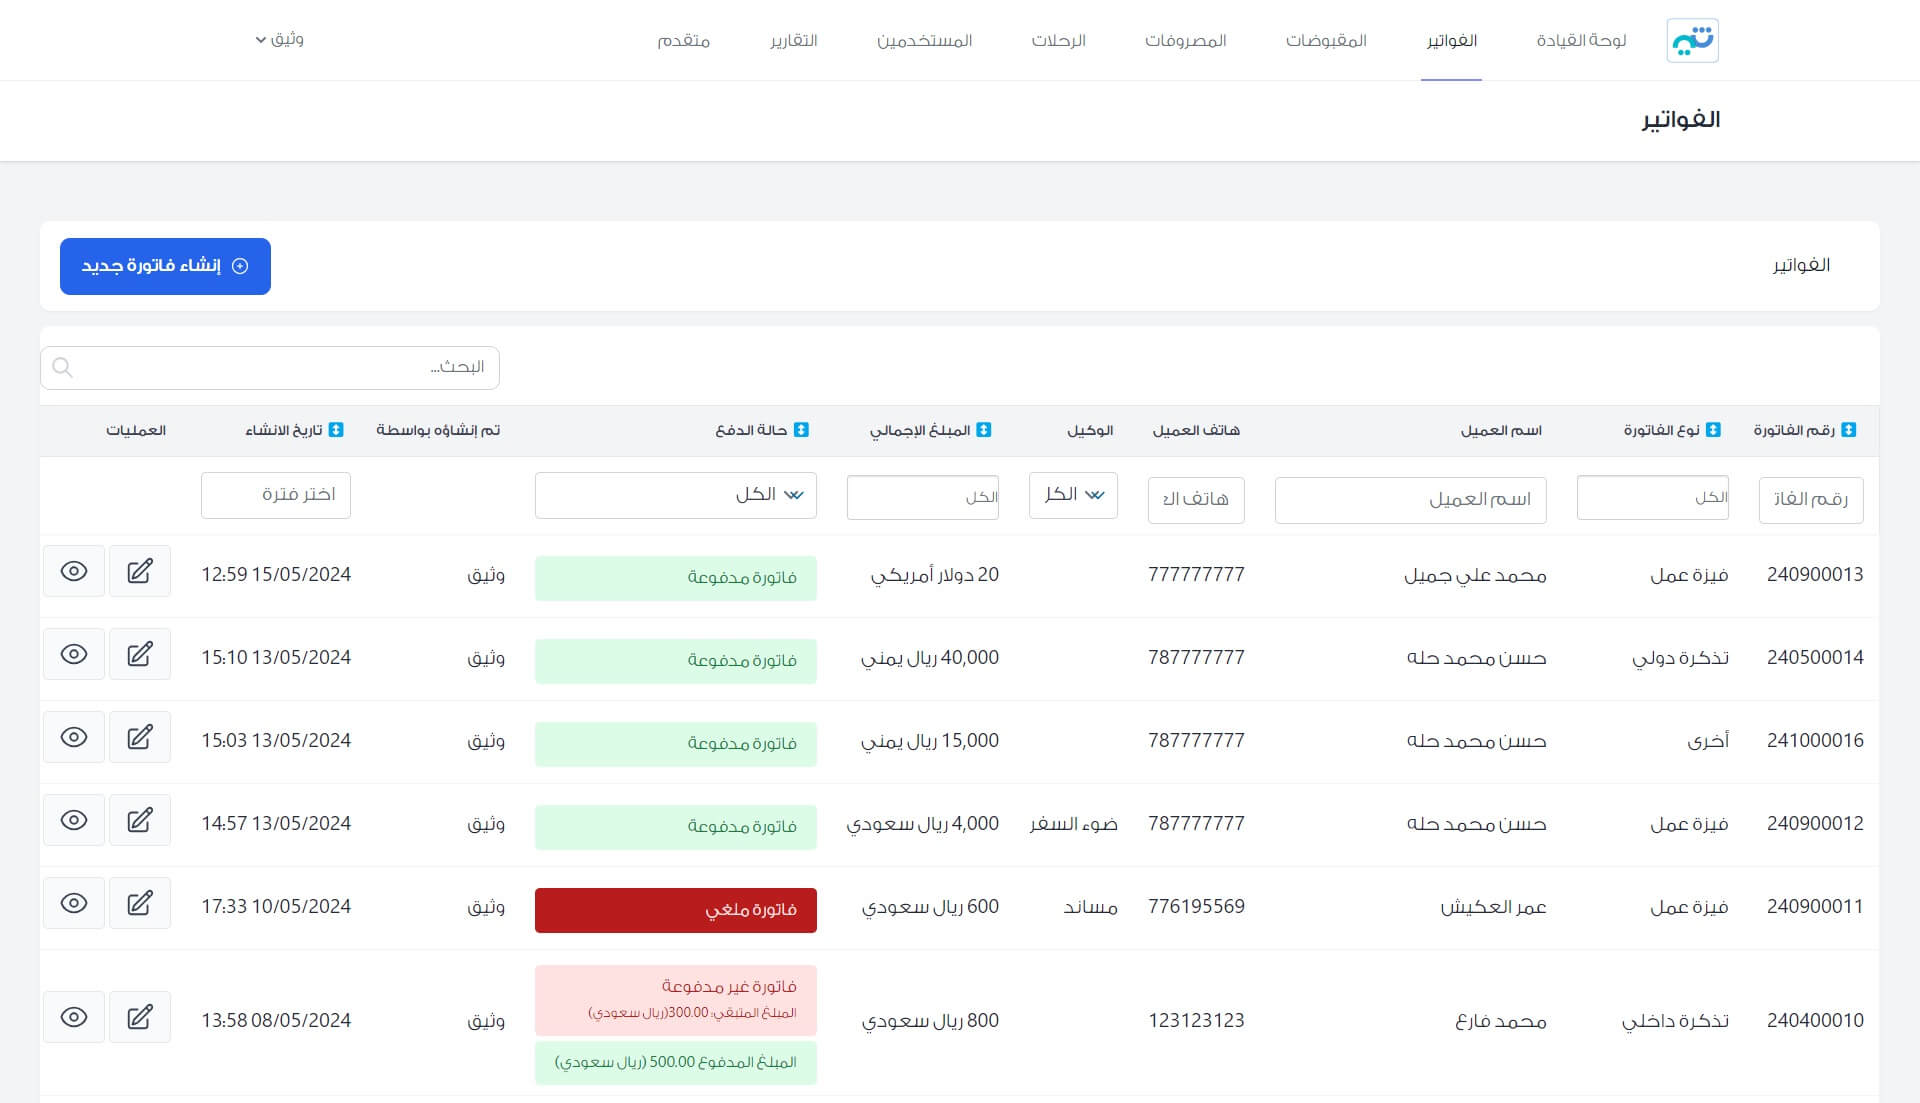 لوحة القيادة
الفواتير
المقبوضات
المصروفات
الرحلات
المستخدمين
التقارير
متقدم
وثيق
الفواتير
الفواتير
إنشاء فاتورة جديد
البحث...
رقم الفاتورة نوع الفاتورة اسم العميل هاتف العميل الوكيل المبلغ الإجمالي حالة الدفع تم إنشاؤه بواسطة تاريخ الانشاء العمليات
رقم الفات الكل اسم العميل هاتف الع الكل الكل الكل اختر فترة
240900013 فيزة عمل محمد علي جميل 777777777 20 دولار أمريكي فاتورة مدفوعة وثيق 15/05/2024 12:59
240500014 تذكرة دولي حسن محمد حله 787777777 40,000 ريال يمني فاتورة مدفوعة وثيق 13/05/2024 15:10
241000016 أخرى حسن محمد حله 787777777 15,000 ريال يمني فاتورة مدفوعة وثيق 13/05/2024 15:03
240900012 فيزة عمل حسن محمد حله 787777777 ضوء السفر 4,000 ريال سعودي فاتورة مدفوعة وثيق 13/05/2024 14:57
240900011 فيزة عمل عمر العكيش 776195569 مساند 600 ريال سعودي فاتورة ملغي وثيق 10/05/2024 17:33
240400010 تذكرة داخلي محمد فارع 123123123 800 ريال سعودي فاتورة غير مدفوعة وثيق 08/05/2024 13:58
المبلغ المتبقي: 300.00(ريال سعودي)
المبلغ المدفوع 500.00 (ريال سعودي)